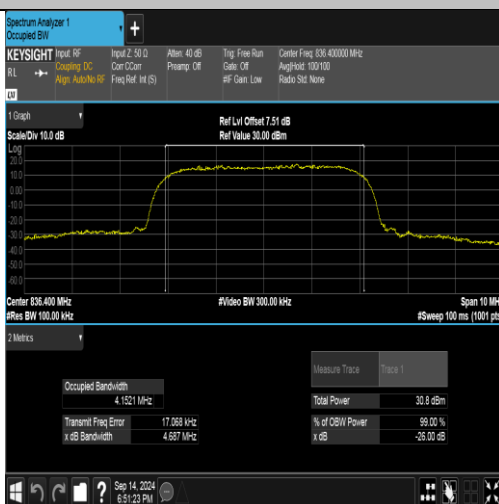 Spectrum Analyzer 1
Occupied BW
KEYSIGHT
RL
Input: RF
Coupling: DC
Align: Auto/No RF
Input Z: 50 Ω
Corr CCorr
Freq Ref: Int (S)
Atten: 40 dB
Preamp: Off
Trig: Free Run
Gate: Off
#IF Gain: Low
Center Freq: 836.400000 MHz
Avg|Hold: 100/100
Radio Std: None
1 Graph
Scale/Div 10.0 dB
Ref Lvl Offset 7.51 dB
Ref Value 30.00 dBm
Log
20.0
10.0
0.00
-10.0
-20.0
-30.0
-40.0
-50.0
-60.0
Center 836.400 MHz
#Res BW 100.00 kHz
#Video BW 300.00 kHz
Span 10 MH
#Sweep 100 ms (1001 pts
2 Metrics
Measure Trace
Trace 1
Occupied Bandwidth
4.1521 MHz
Total Power
30.8 dBm
Transmit Freq Error
17.068 kHz
% of OBW Power
99.00 %
x dB Bandwidth
4.687 MHz
x dB
-26.00 dB
?
Sep 14, 2024
6:51:23 PM